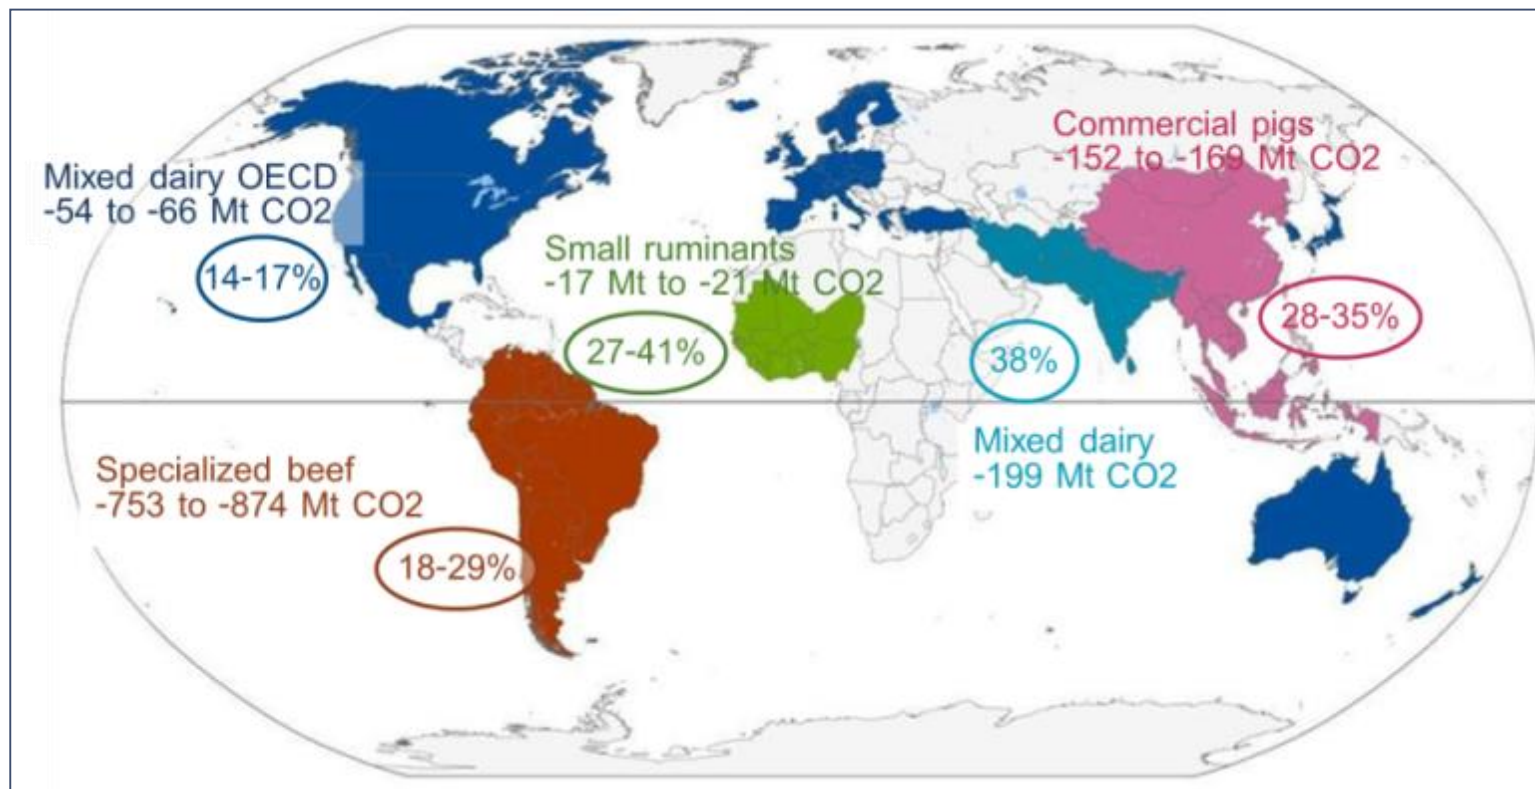 Mixed dairy OECD
-54 to -66 Mt CO2
14-17%
Small ruminants
-17 Mt to -21 Mt CO2
27-41%
Commercial pigs
-152 to -169 Mt CO2
28-35%
38%
Mixed dairy
-199 Mt CO2
Specialized beef
-753 to -874 Mt CO2
18-29%